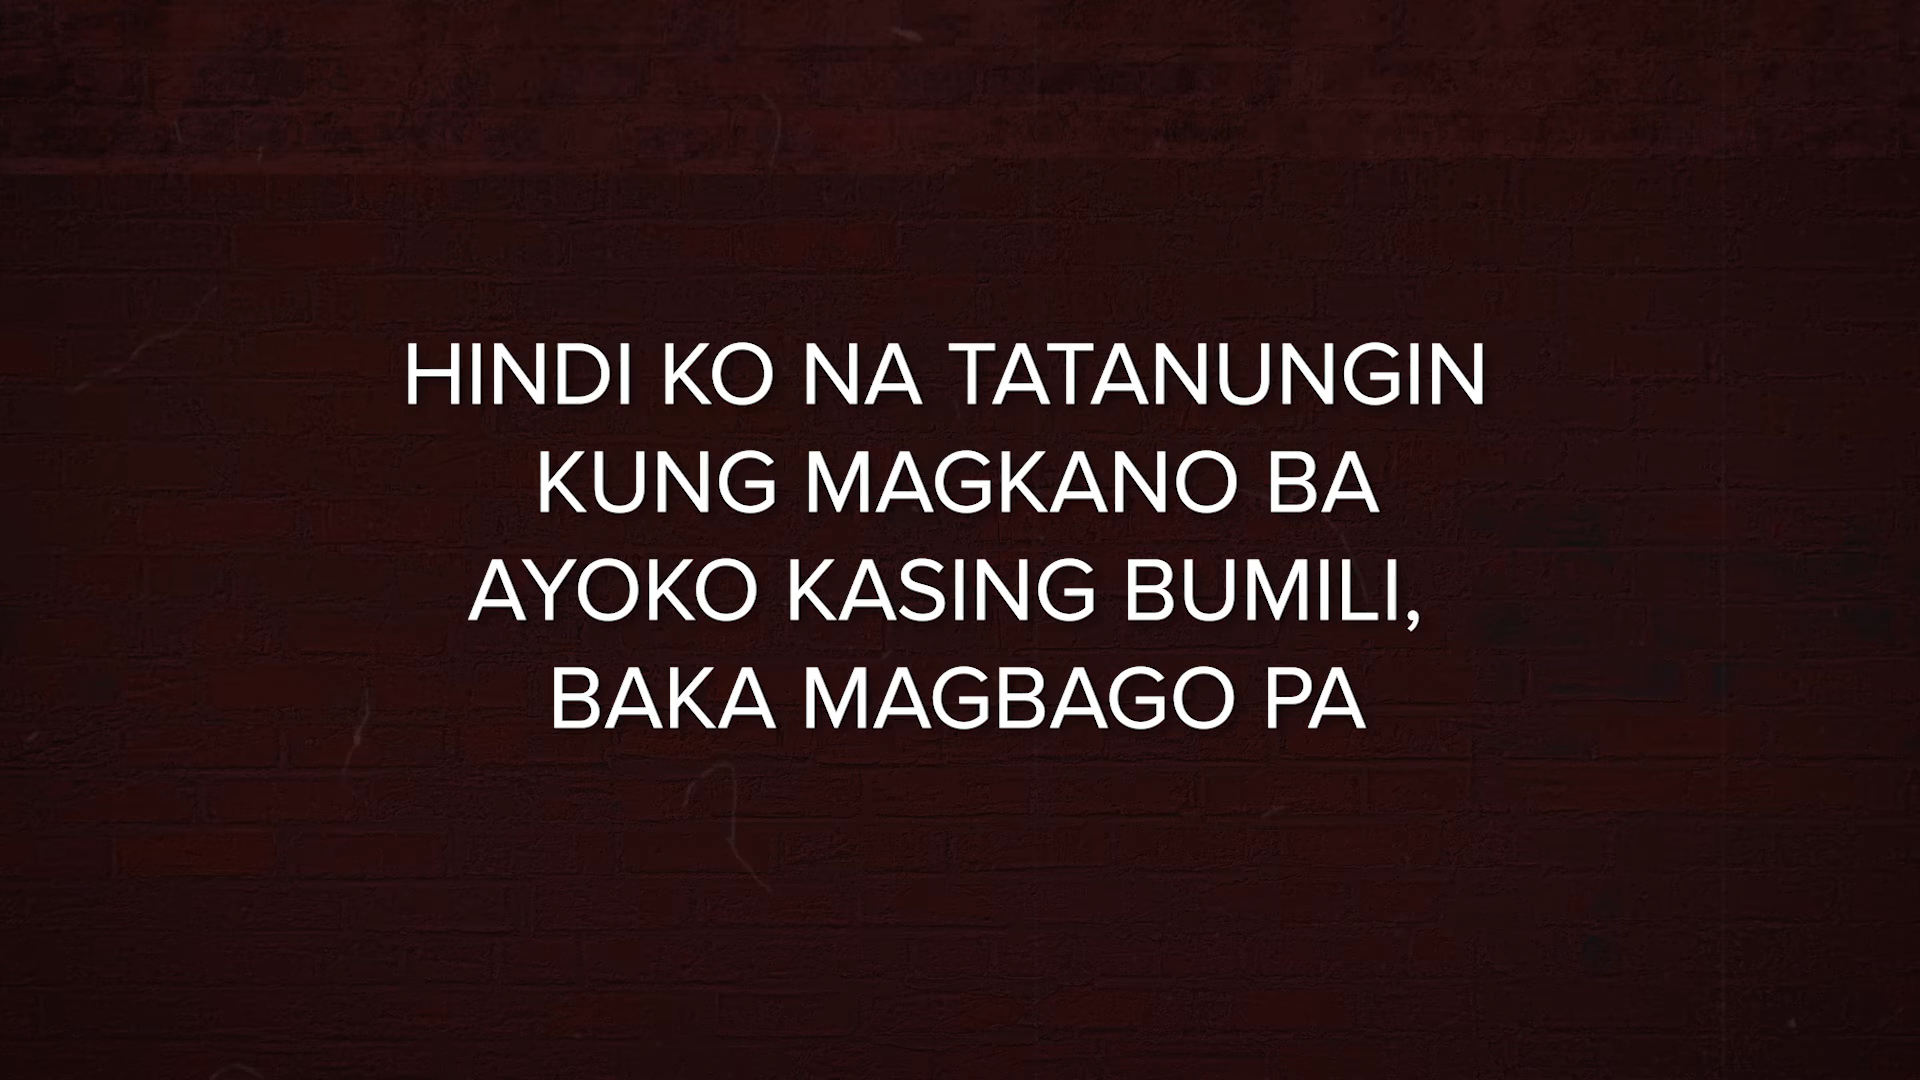 HINDI KO NA TATANUNGIN
KUNG MAGKANO BA
AYOKO KASING BUMILI,
BAKA MAGBAGO PA